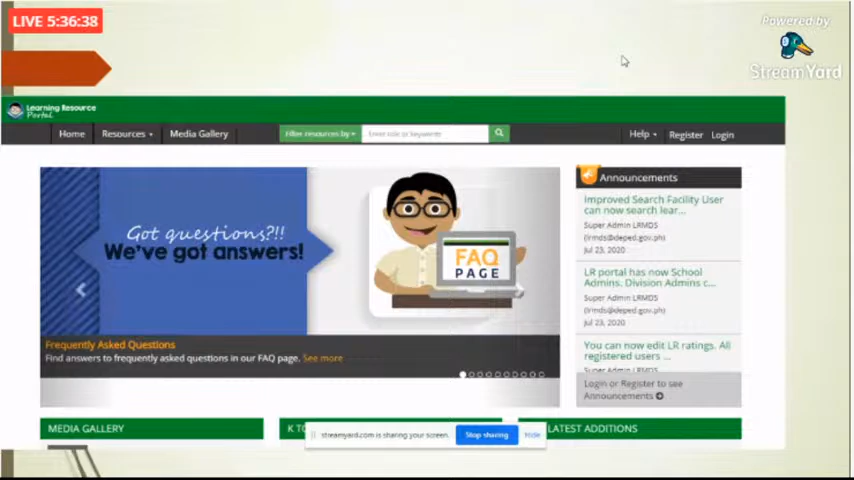 LIVE 5:36:38
Powered by
StreamYard
Learning Resource
Portal
Home
Resources
Media Gallery
Filter resources by
Enter title or keywords
Help
Register
Login
Got questions?!!
We've got answers!
FAQ
PAGE
Frequently Asked Questions
Find answers to frequently asked questions in our FAQ page. See more
Announcements
Improved Search Facility User
can now search lear...
Super Admin LRMDS
(lrmds@deped.gov.ph)
Jul 23, 2020
LR portal has now School
Admins. Division Admins c...
Super Admin LRMDS
(lrmds@deped.gov.ph)
Jul 23, 2020
You can now edit LR ratings. All
registered users ...
Super Admin LRMDS
Login or Register to see
Announcements
MEDIA GALLERY
K TO
LATEST ADDITIONS
streamyard.com is sharing your screen.
Stop sharing
Hide